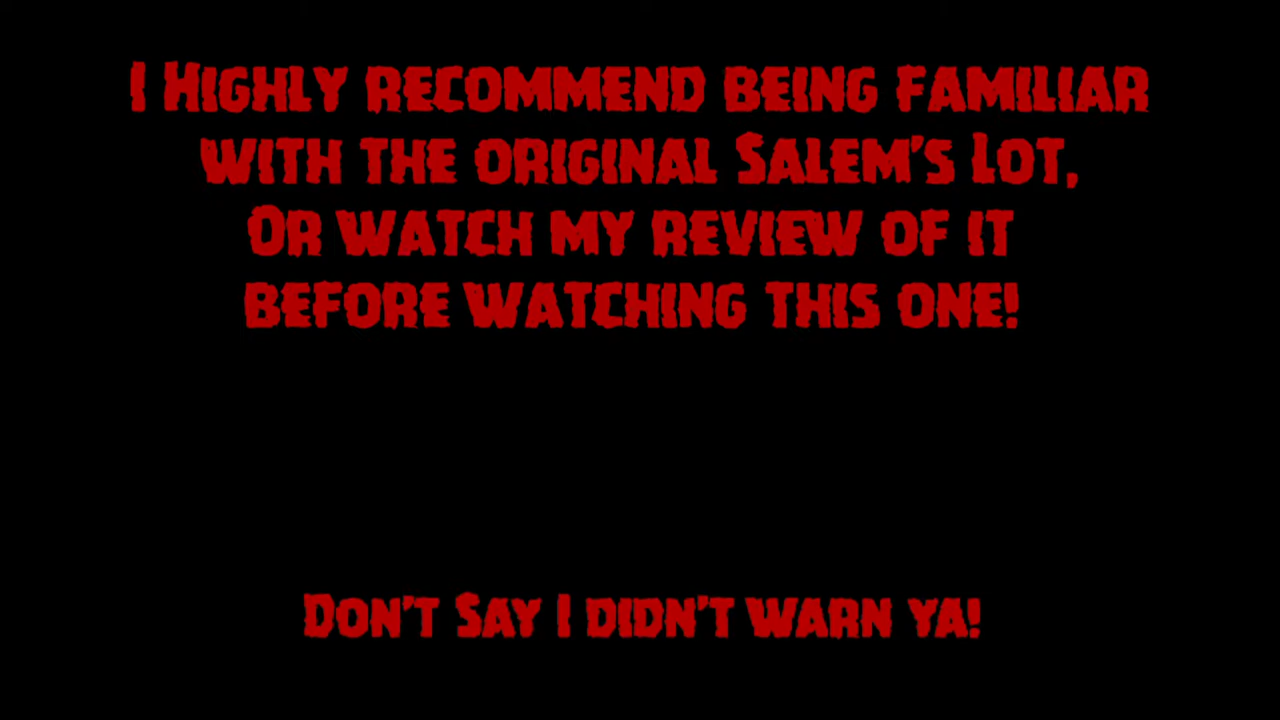 I Highly recommend being familiar
with the original Salem's Lot,
Or watch my review of it
before watching this one!
Don't Say I didn't warn ya!